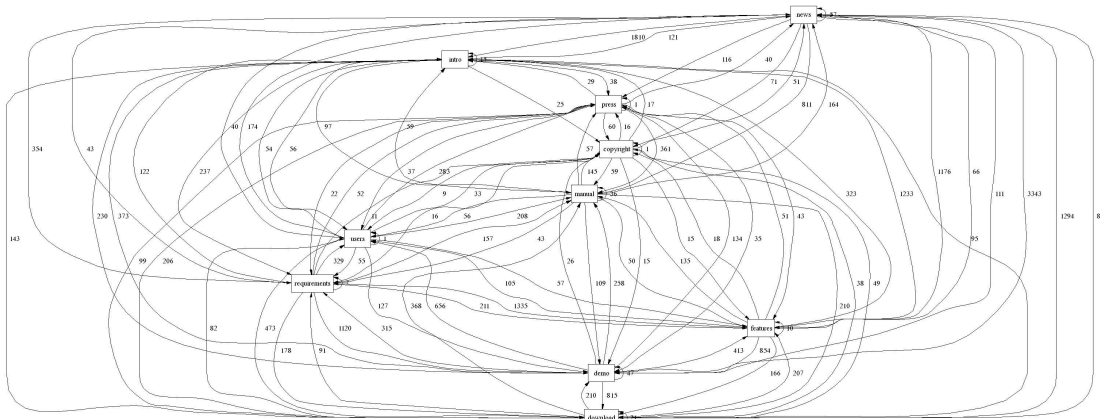 news 57
1810 121
intro 15
116 40
29 38
71 51
press 1
25 17
811 164
60 16
40 174 97 59
copyright 1
354 43 54 56 57 361
145 59
122 237 37 283
manual 36
22 52 9 33
323 1233 1176 66 111 3343
230 373 11 16 56 208
51 43
users 1
157 43 15 18 134 35
1294 8
143 329 55
99 206 26 50 15 135
95
requirements
105 57 109 258
38 49
127 368 656 211 1335 210
82 473 1120 315
features 10
178 91
413 854
demo 47
166 207
210 815
download 21